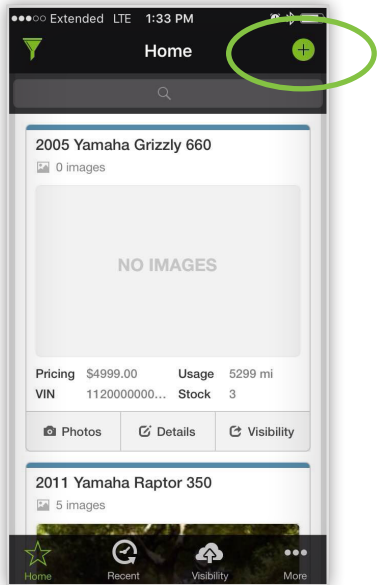 Extended LTE 1:33 PM
Home
2005 Yamaha Grizzly 660
0 images
NO IMAGES
Pricing $4999.00 Usage 5299 mi
VIN 1120000000... Stock 3
Photos Details Visibility
2011 Yamaha Raptor 350
5 images
Home Recent Visibility More